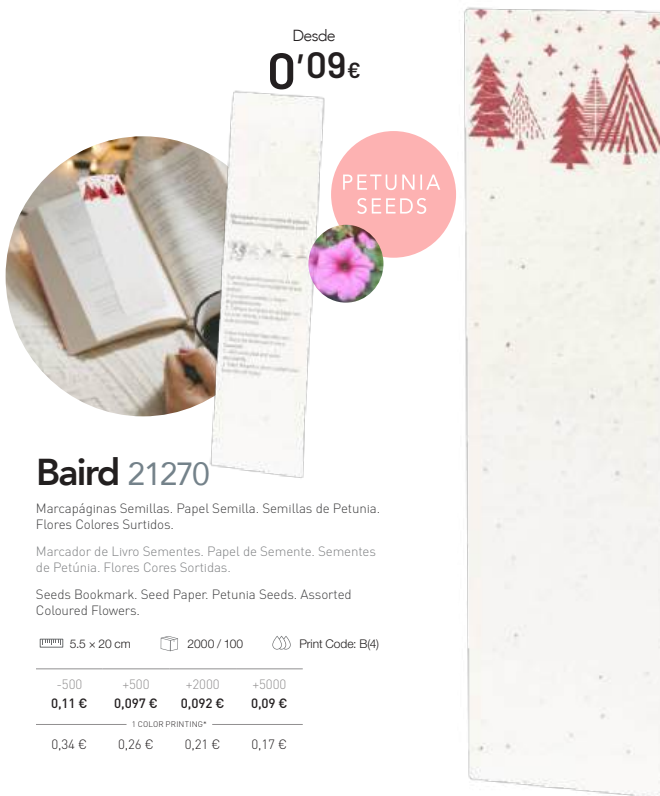 Desde
0'09€
PETUNIA
SEEDS
Baird 21270
Marcapáginas Semillas. Papel Semilla. Semillas de Petunia.
Flores Colores Surtidos.
Marcador de Livro Sementes. Papel de Semente. Sementes
de Petúnia. Flores Cores Sortidas.
Seeds Bookmark. Seed Paper. Petunia Seeds. Assorted
Coloured Flowers.
5.5 × 20 cm 2000 / 100 Print Code: B(4)
-500 +500 +2000 +5000
0,11 € 0,097 € 0,092 € 0,09 €
1 COLOR PRINTING*
0,34 € 0,26 € 0,21 € 0,17 €